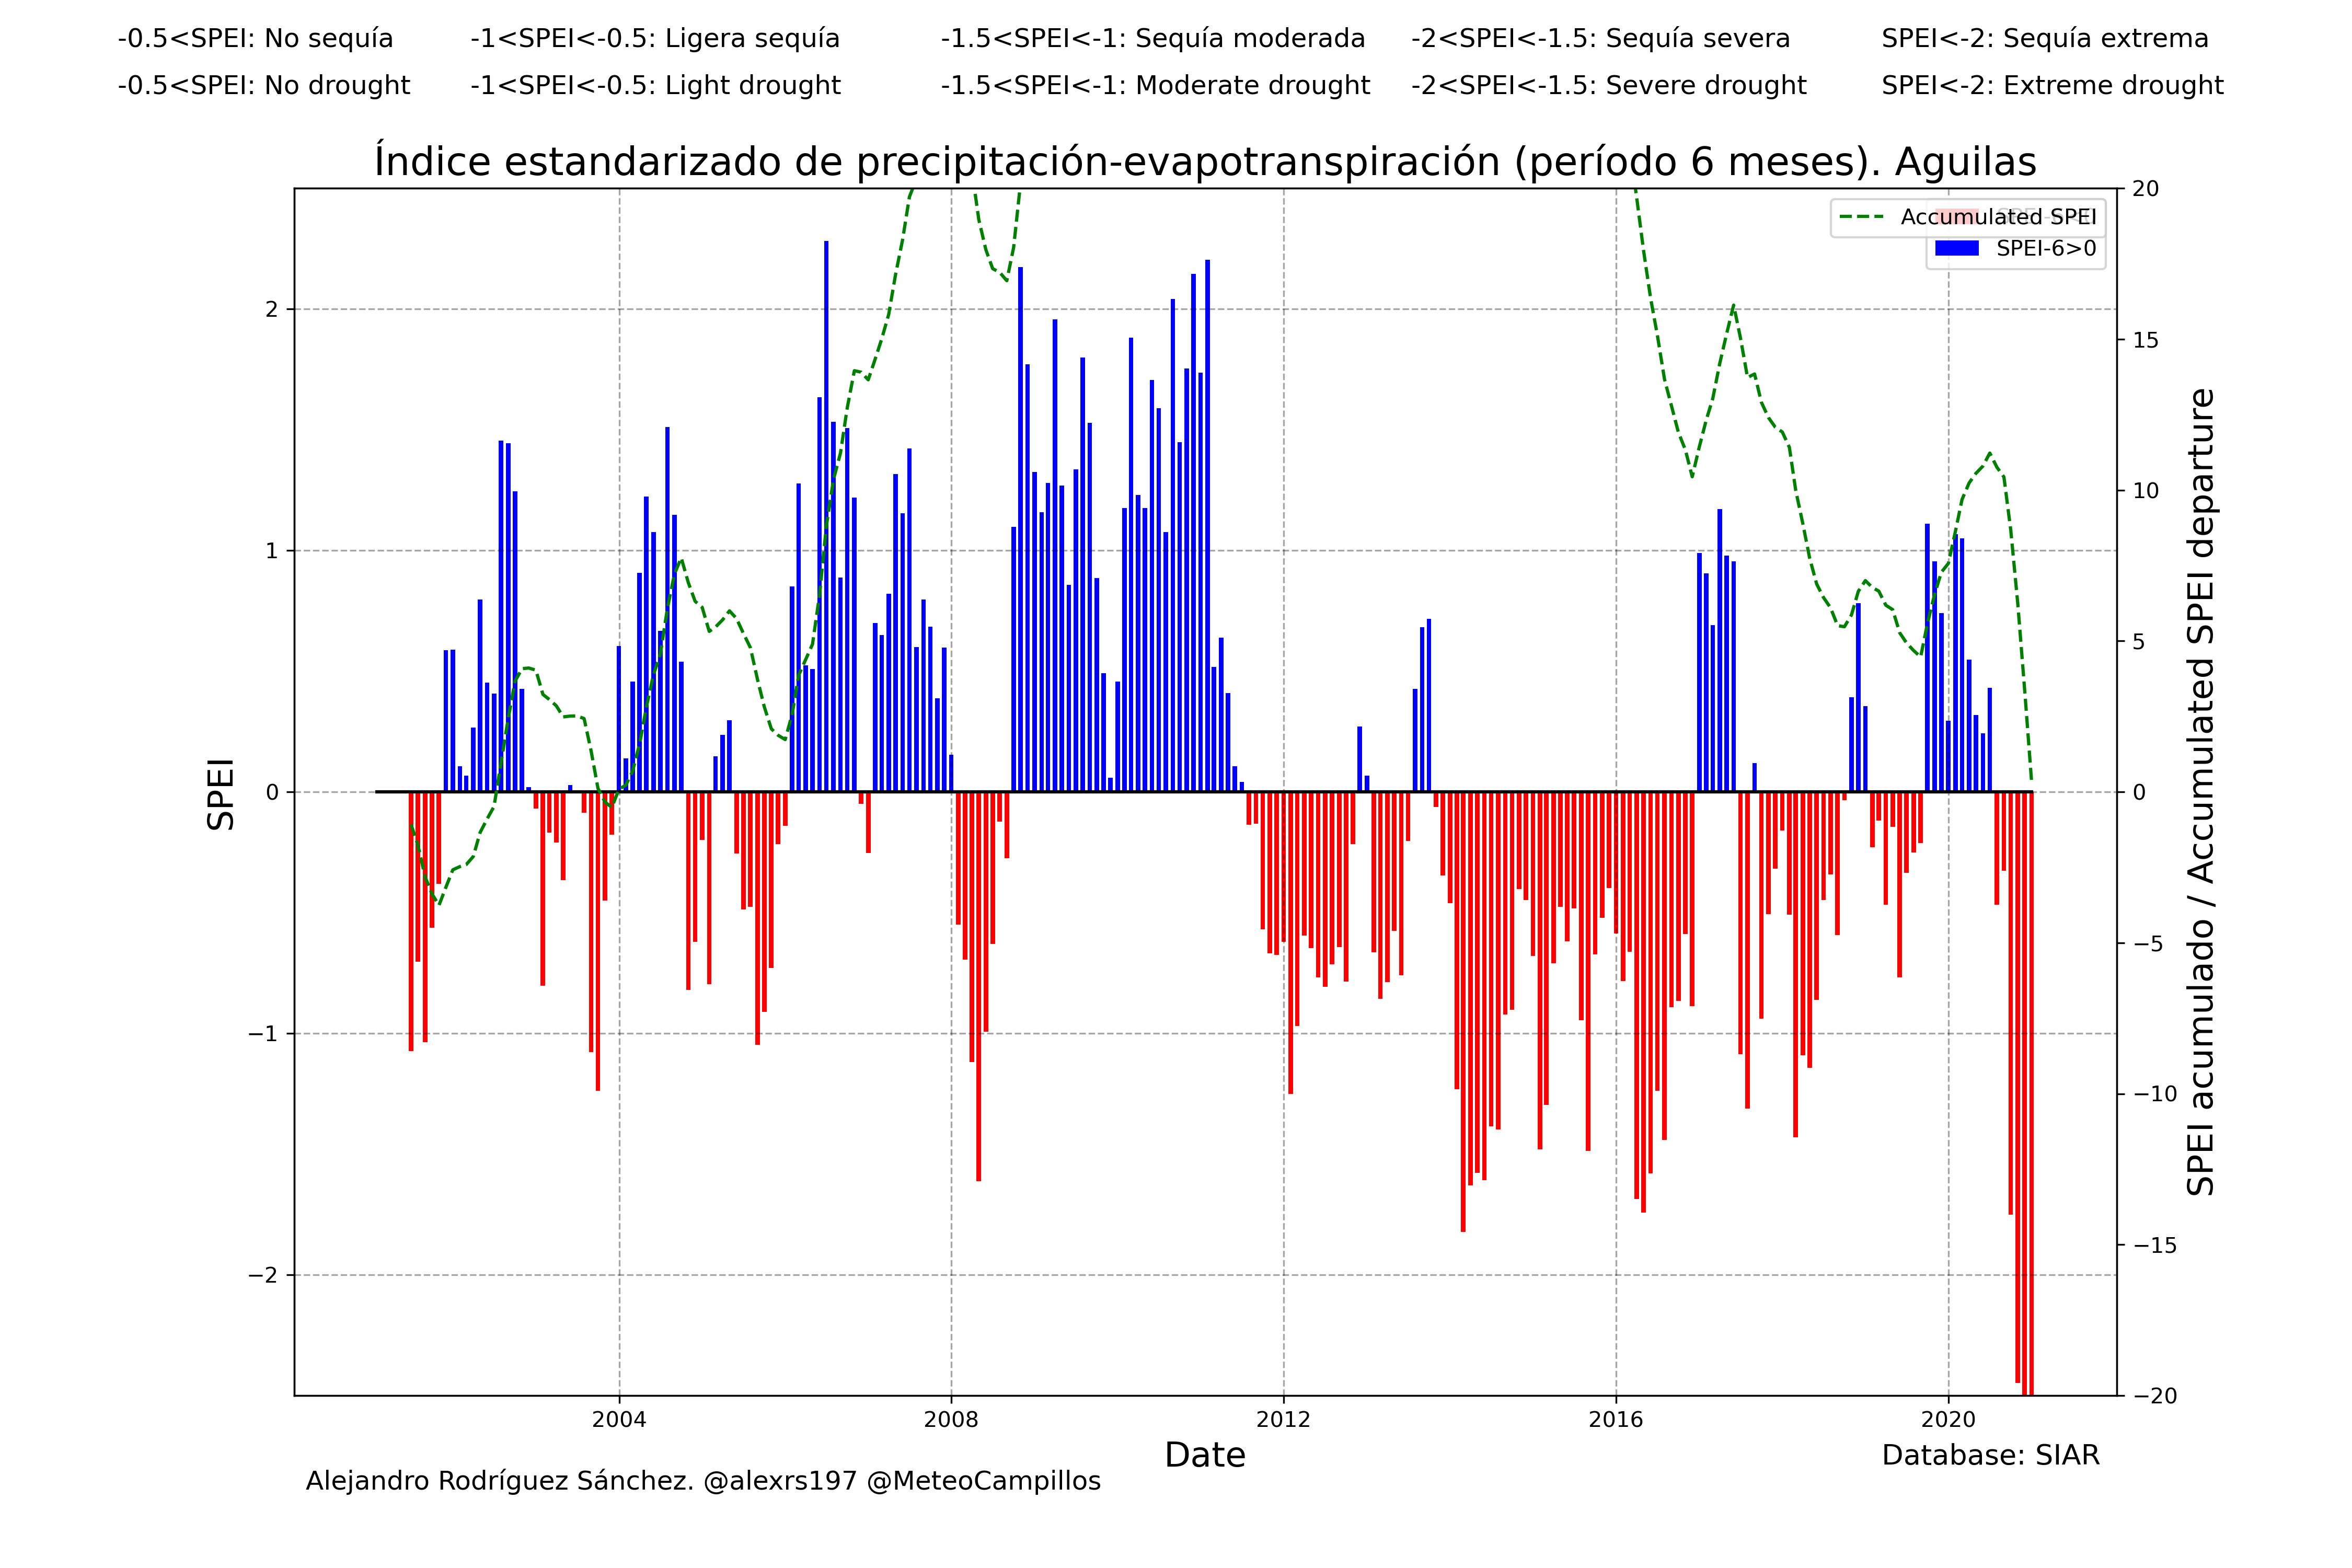 -0.5<SPEI: No sequía -1<SPEI<-0.5: Ligera sequía -1.5<SPEI<-1: Sequía moderada -2<SPEI<-1.5: Sequía severa SPEI<-2: Sequía extrema
-0.5<SPEI: No drought -1<SPEI<-0.5: Light drought -1.5<SPEI<-1: Moderate drought -2<SPEI<-1.5: Severe drought SPEI<-2: Extreme drought
Índice estandarizado de precipitación-evapotranspiración (período 6 meses). Aguilas
Accumulated SPEI
SPEI-6>0
SPEI
2
1
0
−1
−2
20
15
10
5
0
−5
−10
−15
−20
SPEI acumulado / Accumulated SPEI departure
2004 2008 2012 2016 2020
Date
Database: SIAR
Alejandro Rodríguez Sánchez. @alexrs197 @MeteoCampillos